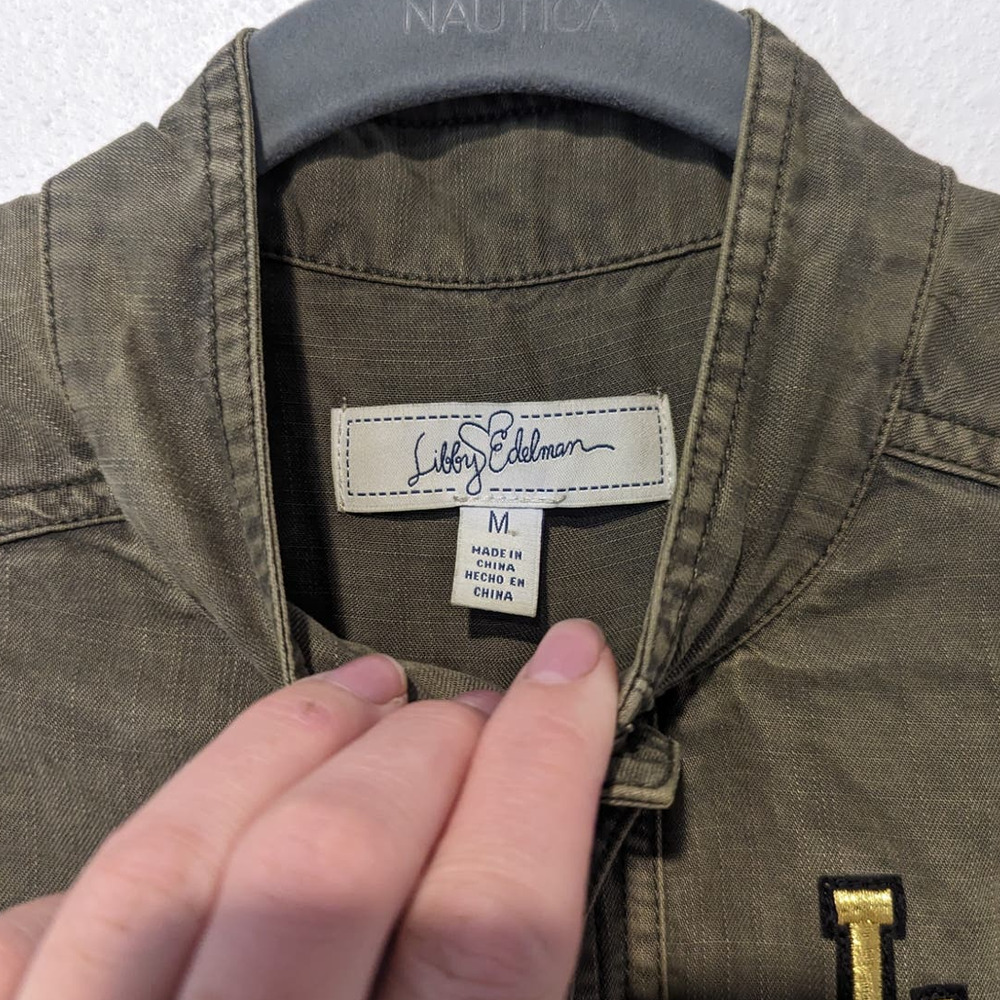 NAUTICA
Libby Edelman
M
MADE IN
CHINA
HECHO EN
CHINA